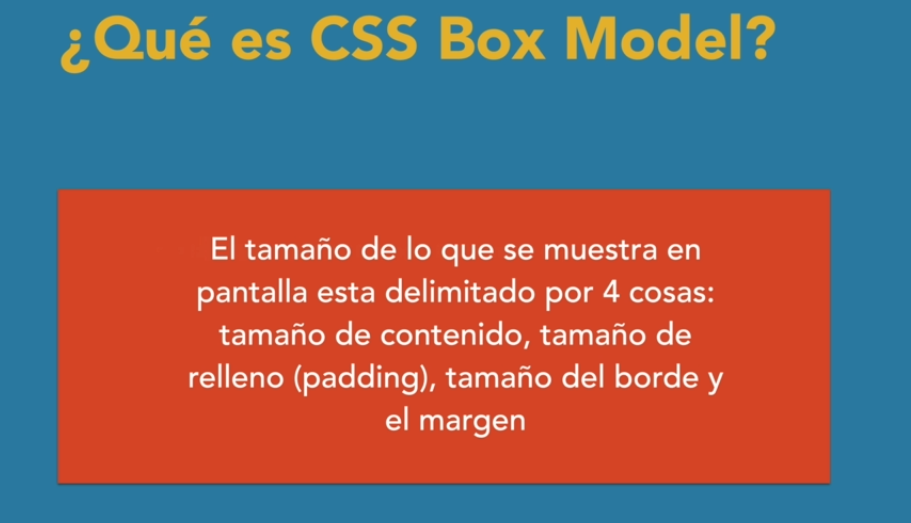 ¿Qué es CSS Box Model?
El tamaño de lo que se muestra en
pantalla esta delimitado por 4 cosas:
tamaño de contenido, tamaño de
relleno (padding), tamaño del borde y
el margen